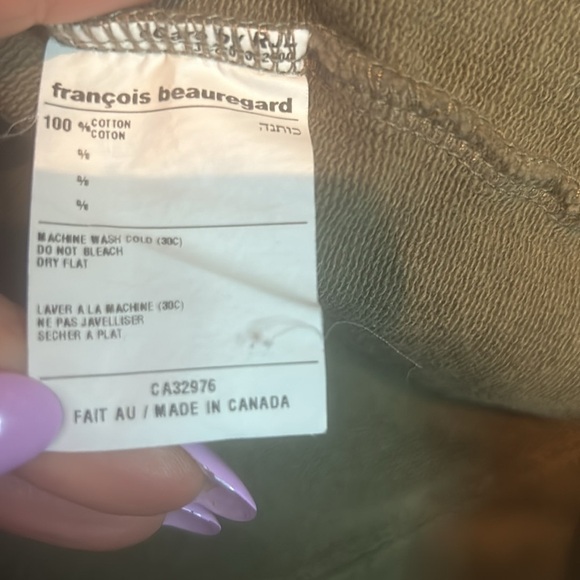 françois beauregard
100 % COTTON כותנה
COTON
%
%
%
MACHINE WASH COLD (30C)
DO NOT BLEACH
DRY FLAT
LAVER A LA MACHINE (30C)
NE PAS JAVELLISER
SECHER A PLAT
CA32976
FAIT AU / MADE IN CANADA